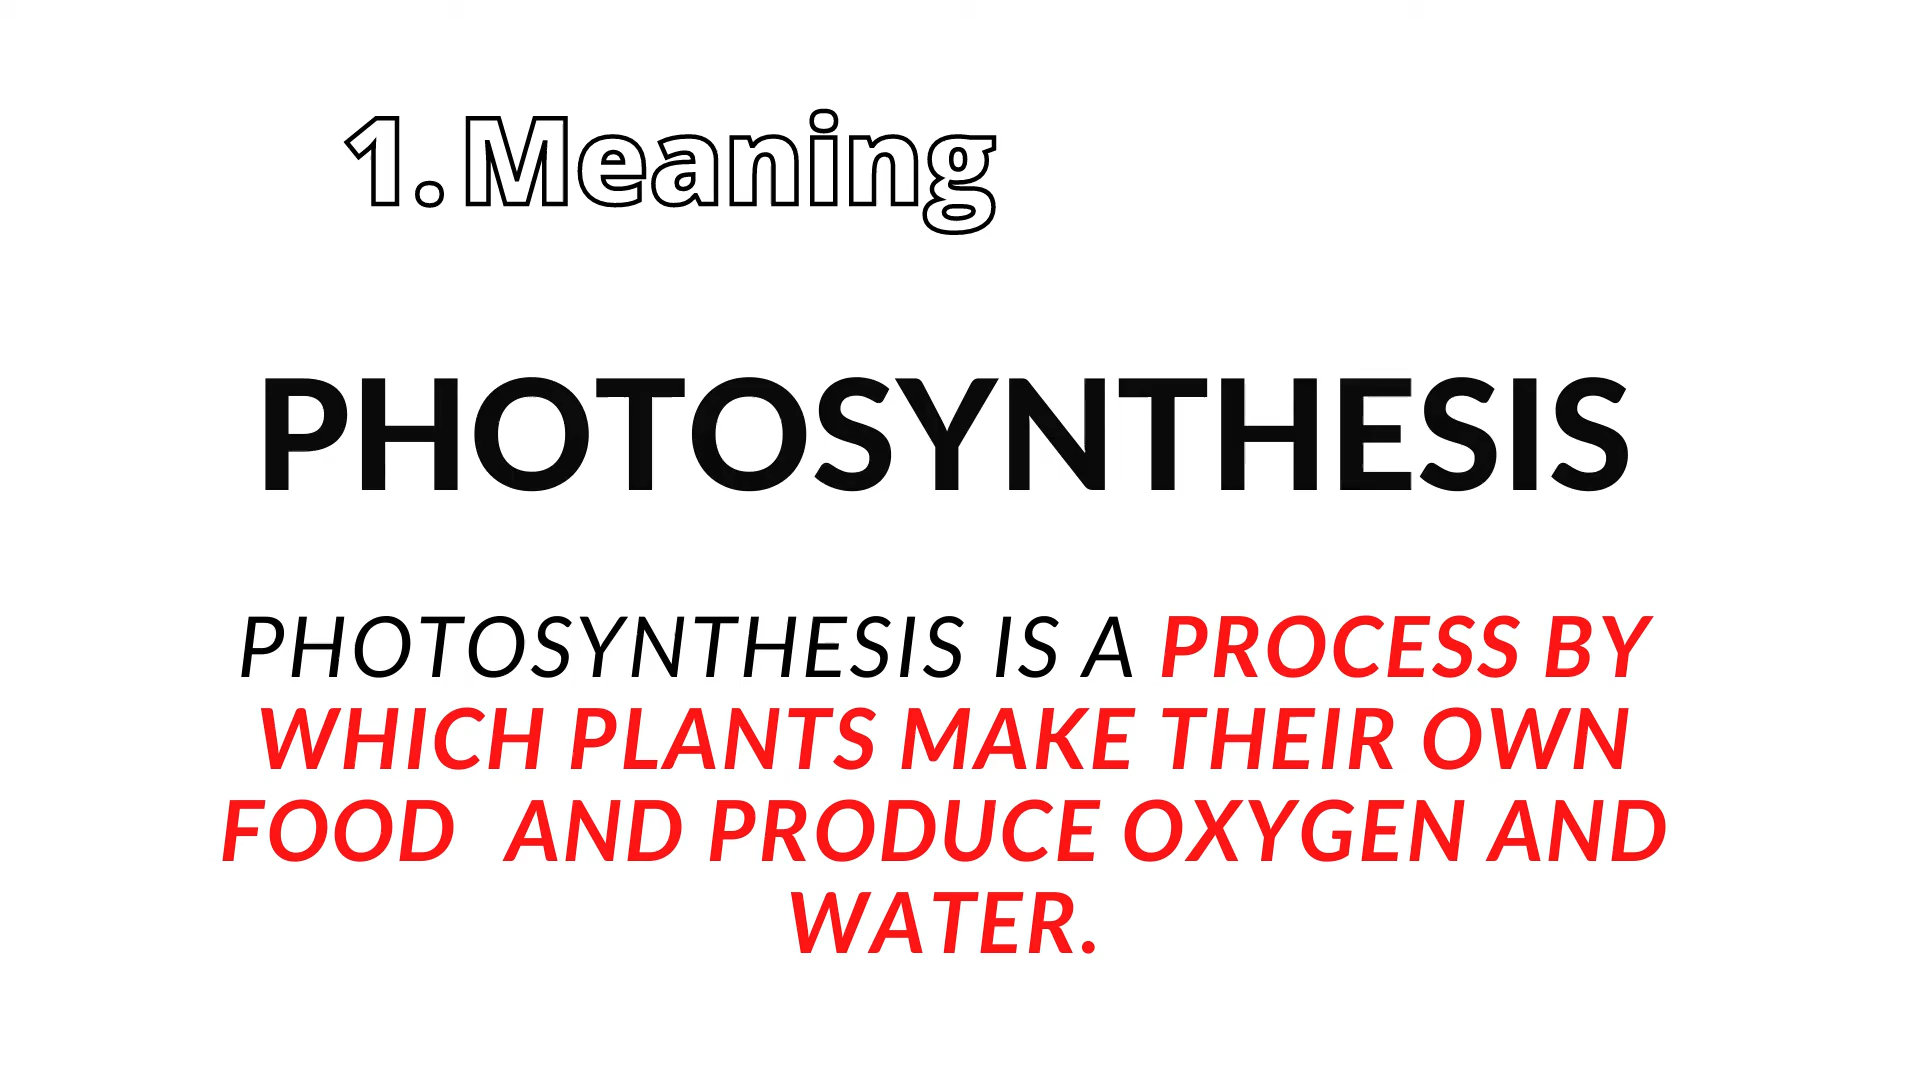 1. Meaning
PHOTOSYNTHESIS
PHOTOSYNTHESIS IS A PROCESS BY
WHICH PLANTS MAKE THEIR OWN
FOOD  AND PRODUCE OXYGEN AND
WATER.